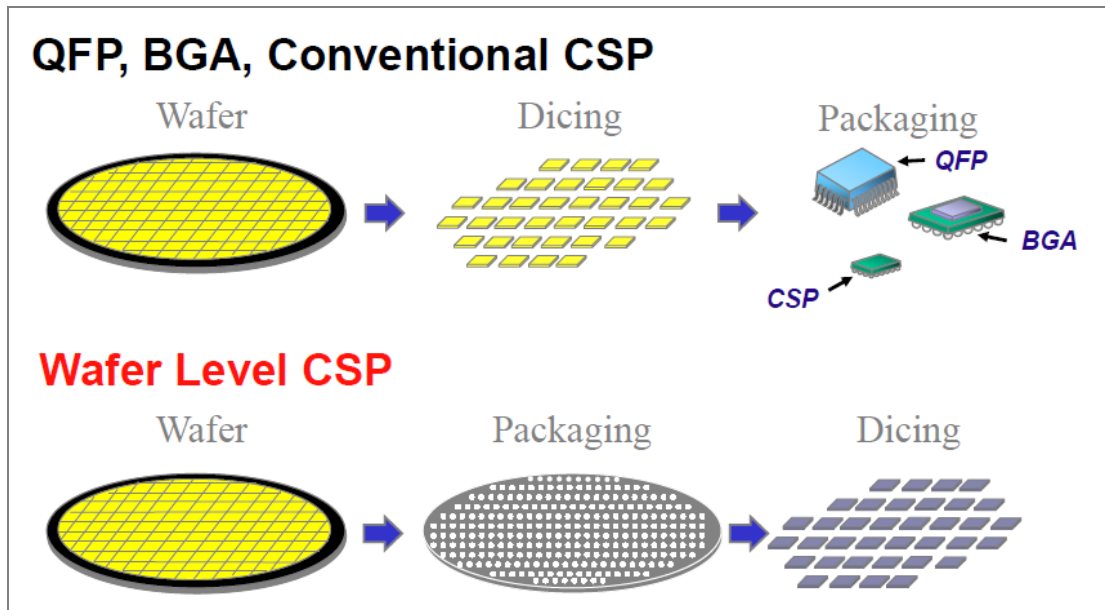 QFP, BGA, Conventional CSP
Wafer
Dicing
Packaging
QFP
BGA
CSP
Wafer Level CSP
Wafer
Packaging
Dicing